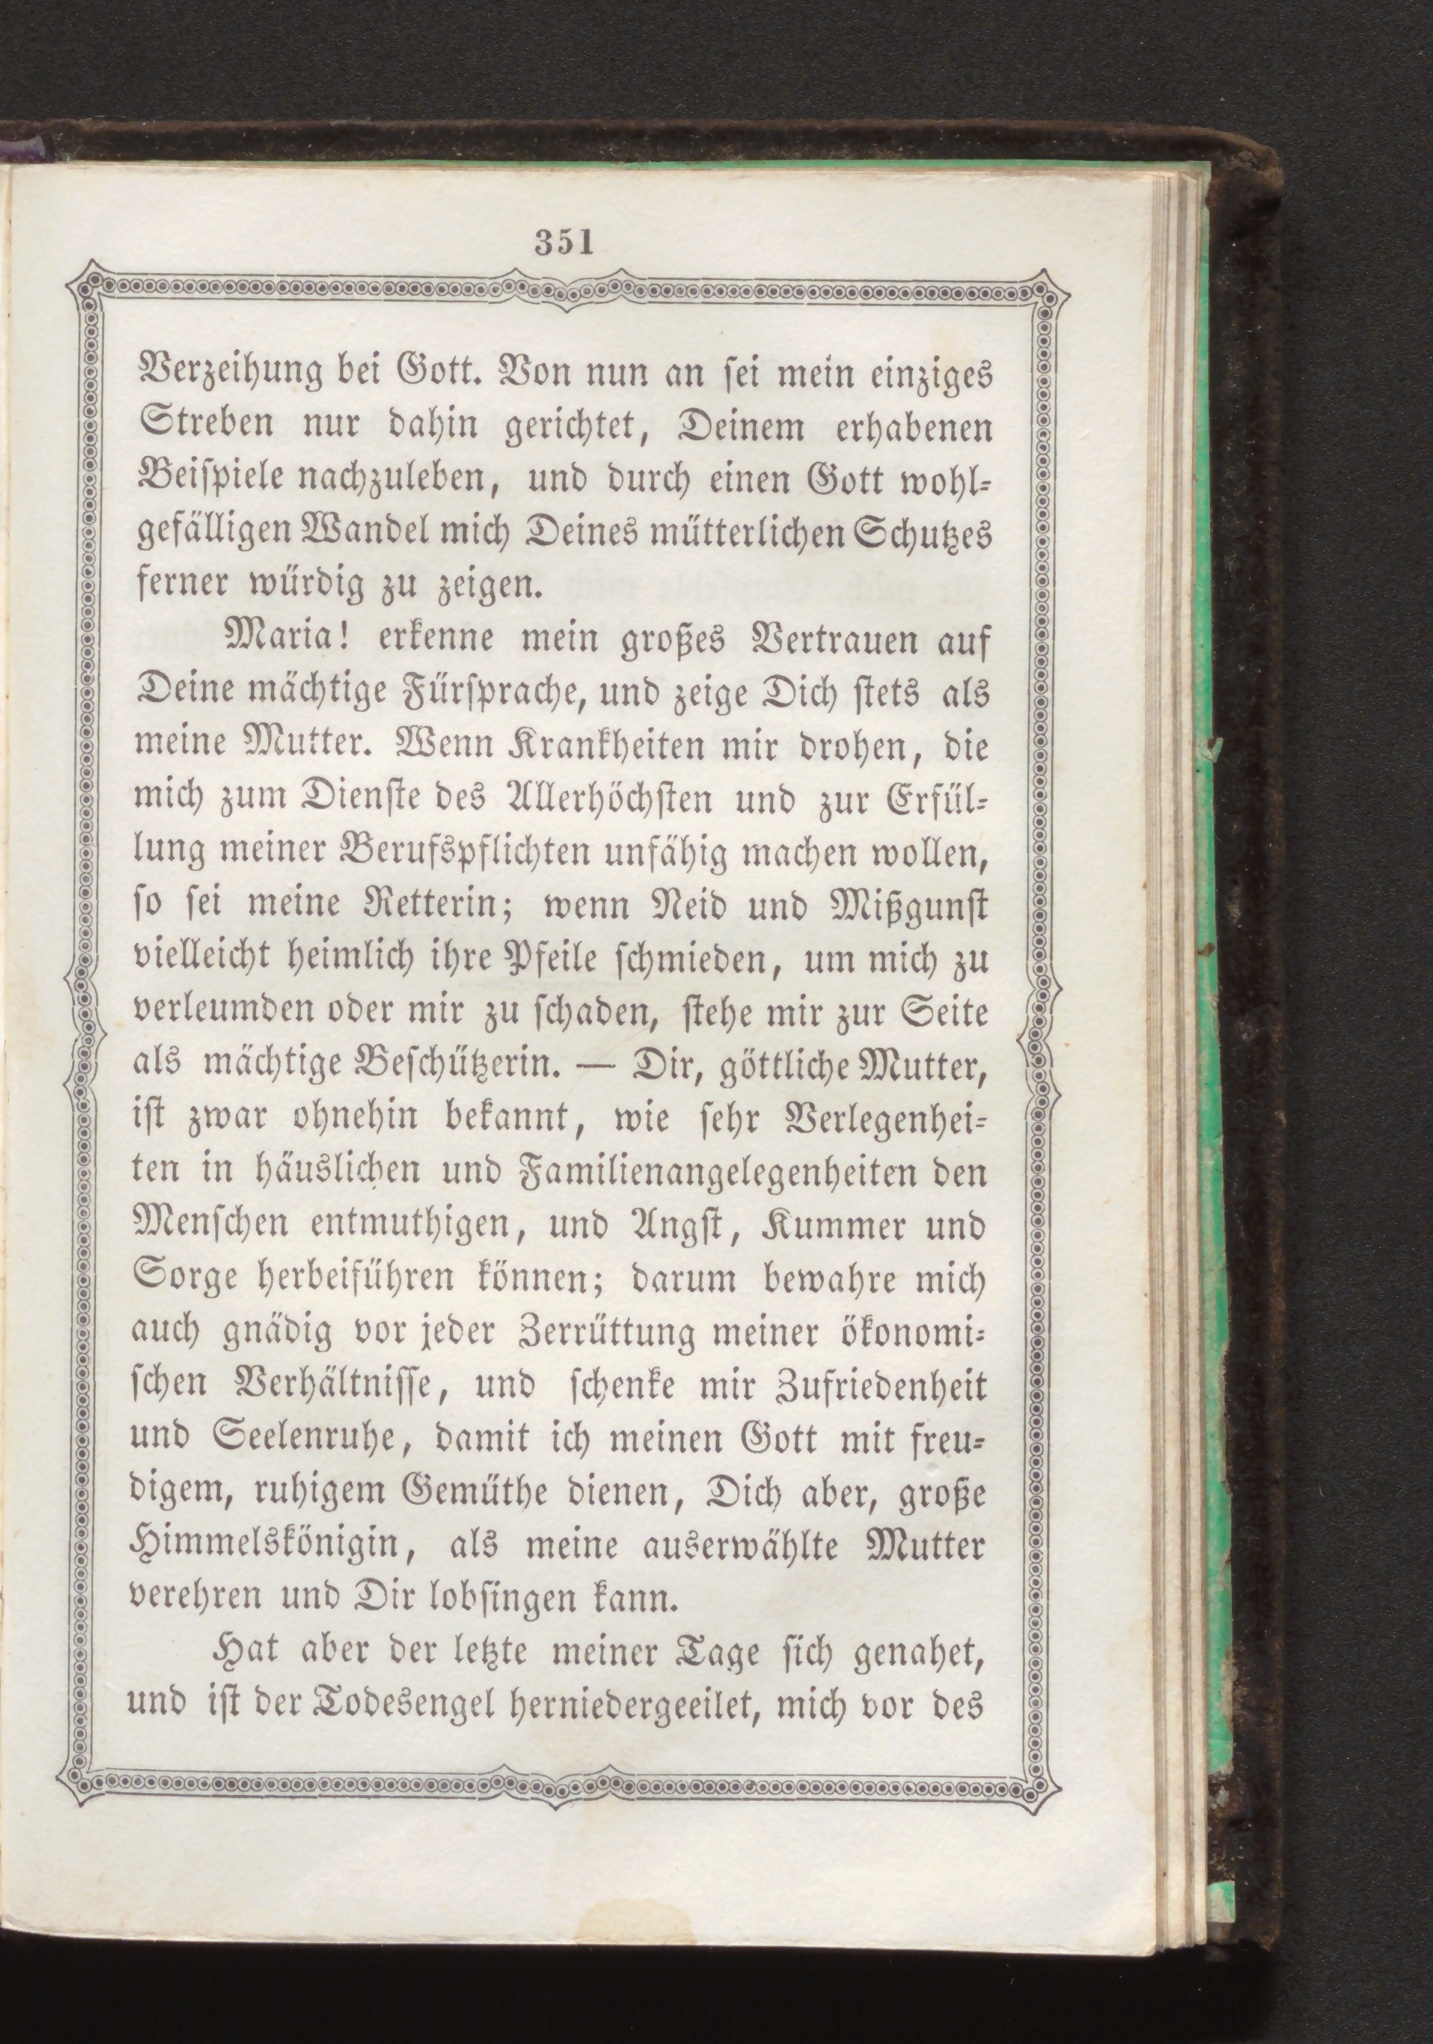 351
Verzeihung bei Gott. Von nun an sei mein einziges
Streben nur dahin gerichtet, Deinem erhabenen
Beispiele nachzuleben, und durch einen Gott wohl-
gefälligen Wandel mich Deines mütterlichen Schutzes
ferner würdig zu zeigen.
Maria! erkenne mein großes Vertrauen auf
Deine mächtige Fürsprache, und zeige Dich stets als
meine Mutter. Wenn Krankheiten mir drohen, die
mich zum Dienste des Allerhöchsten und zur Erfül-
lung meiner Berufspflichten unfähig machen wollen,
so sei meine Retterin; wenn Neid und Mißgunst
vielleicht heimlich ihre Pfeile schmieden, um mich zu
verleumden oder mir zu schaden, stehe mir zur Seite
als mächtige Beschützerin. — Dir, göttliche Mutter,
ist zwar ohnehin bekannt, wie sehr Verlegenhei-
ten in häuslichen und Familienangelegenheiten den
Menschen entmuthigen, und Angst, Kummer und
Sorge herbeiführen können; darum bewahre mich
auch gnädig vor jeder Zerrüttung meiner ökonomi-
schen Verhältnisse, und schenke mir Zufriedenheit
und Seelenruhe, damit ich meinen Gott mit freu-
digem, ruhigem Gemüthe dienen, Dich aber, große
Himmelskönigin, als meine auserwählte Mutter
verehren und Dir lobsingen kann.
Hat aber der letzte meiner Tage sich genahet,
und ist der Todesengel herniedergeeilet, mich vor des